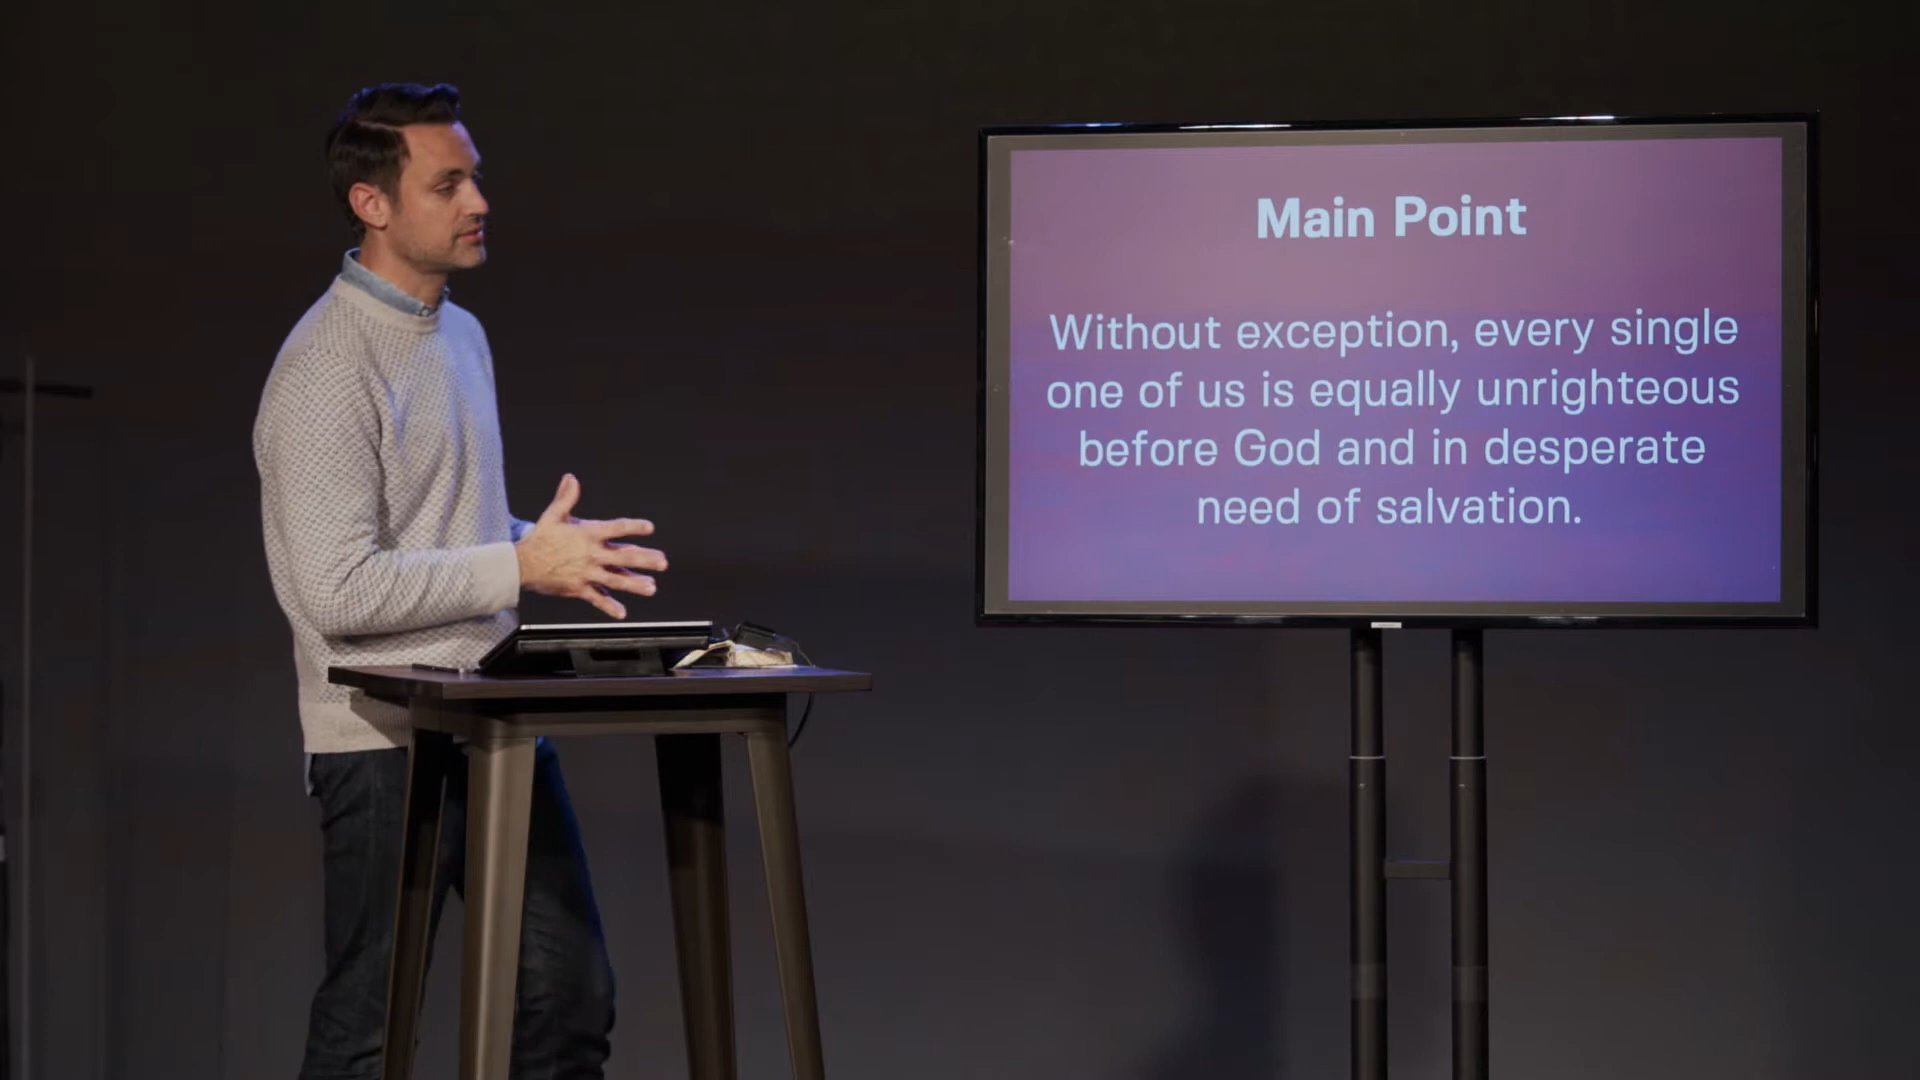 Main Point
Without exception, every single
one of us is equally unrighteous
before God and in desperate
need of salvation.